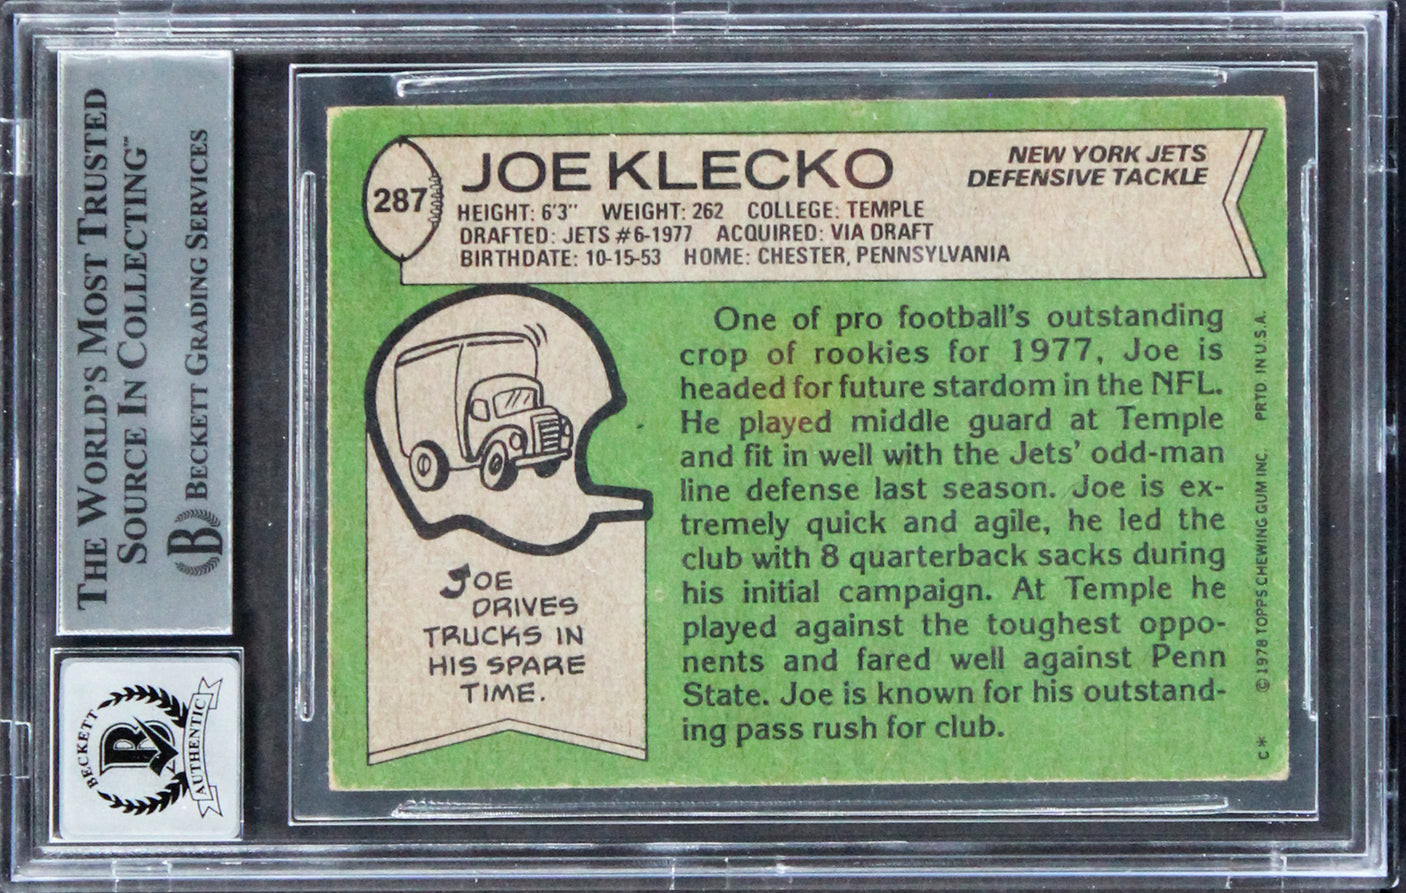 THE WORLD'S MOST TRUSTED
SOURCE IN COLLECTING™
BECKETT GRADING SERVICES
B
BECKETT
B
AUTHENTIC
287
JOE KLECKO
NEW YORK JETS
DEFENSIVE TACKLE
HEIGHT: 6'3" WEIGHT: 262 COLLEGE: TEMPLE
DRAFTED: JETS #6-1977 ACQUIRED: VIA DRAFT
BIRTHDATE: 10-15-53 HOME: CHESTER, PENNSYLVANIA
JOE
DRIVES
TRUCKS IN
HIS SPARE
TIME.
One of pro football's outstanding
crop of rookies for 1977, Joe is
headed for future stardom in the NFL.
He played middle guard at Temple
and fit in well with the Jets' odd-man
line defense last season. Joe is ex-
tremely quick and agile, he led the
club with 8 quarterback sacks during
his initial campaign. At Temple he
played against the toughest oppo-
nents and fared well against Penn
State. Joe is known for his outstand-
ing pass rush for club.
C* © 1978 TOPPS CHEWING GUM INC. PRTD. IN U.S.A.